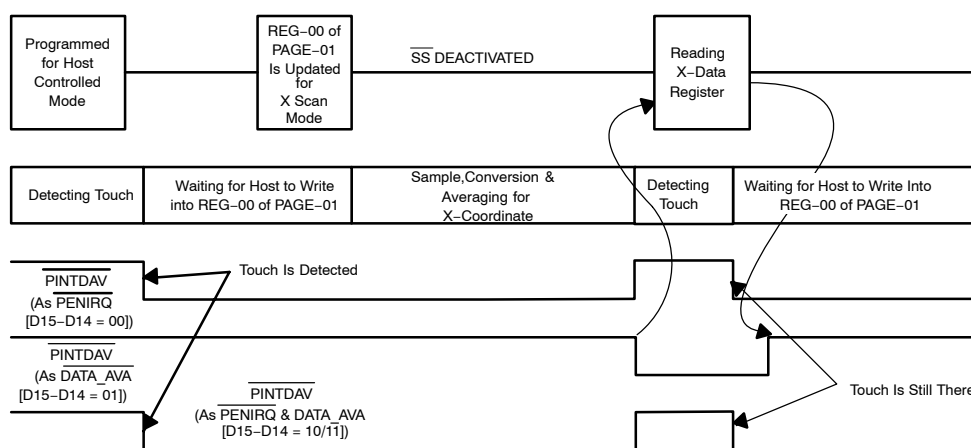 Programmed
for Host
Controlled
Mode
REG−00 of
PAGE−01
Is Updated
for
X Scan
Mode
SS DEACTIVATED
Reading
X−Data
Register
Detecting Touch
Waiting for Host to Write
into REG−00 of PAGE−01
Sample,Conversion &
Averaging for
X−Coordinate
Detecting
Touch
Waiting for Host to Write Into
REG−00 of PAGE−01
PINTDAV
(As PENIRQ
[D15−D14 = 00])
Touch Is Detected
PINTDAV
(As DATA_AVA
[D15−D14 = 01])
PINTDAV
(As PENIRQ & DATA_AVA
[D15−D14 = 10/11])
Touch Is Still There